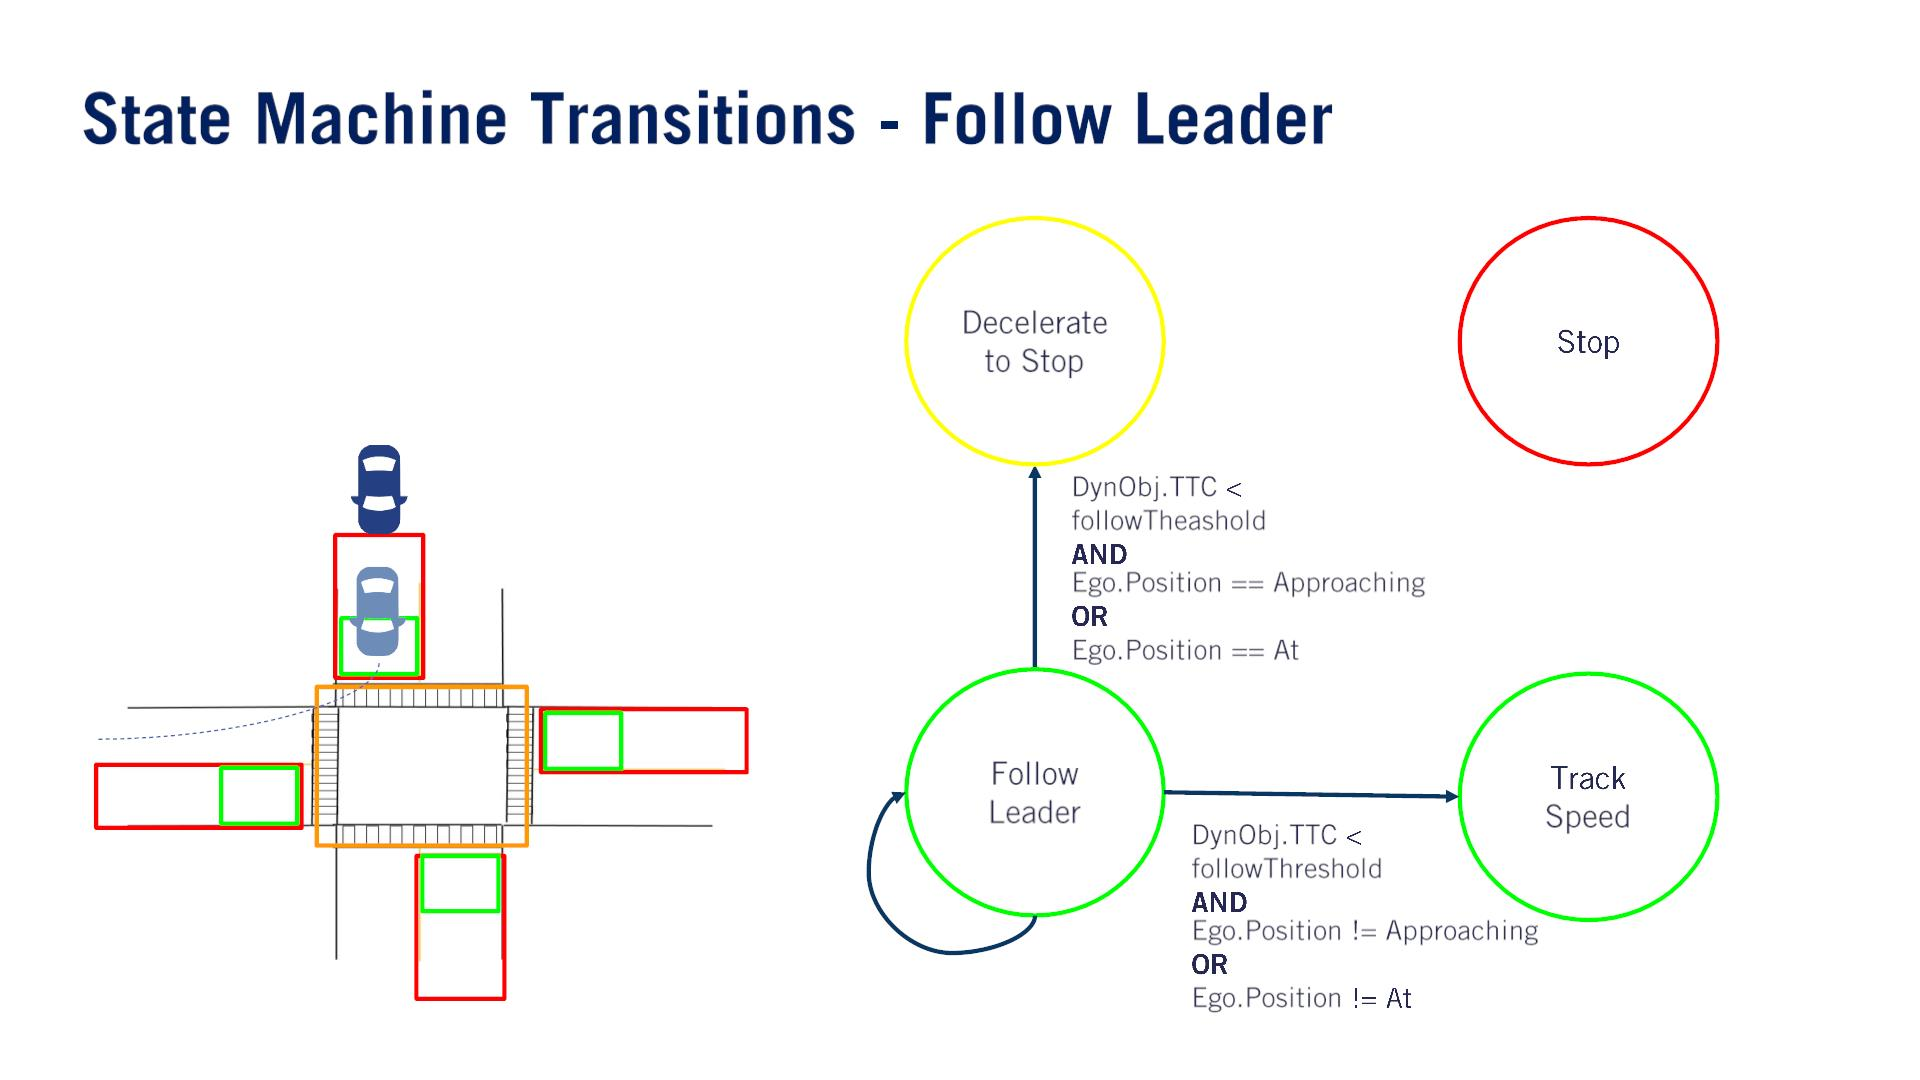 State Machine Transitions - Follow Leader
Decelerate
to Stop
Stop
DynObj.TTC <
followTheashold
AND
Ego.Position == Approaching
OR
Ego.Position == At
Follow
Leader
Track
Speed
DynObj.TTC <
followThreshold
AND
Ego.Position != Approaching
OR
Ego.Position != At